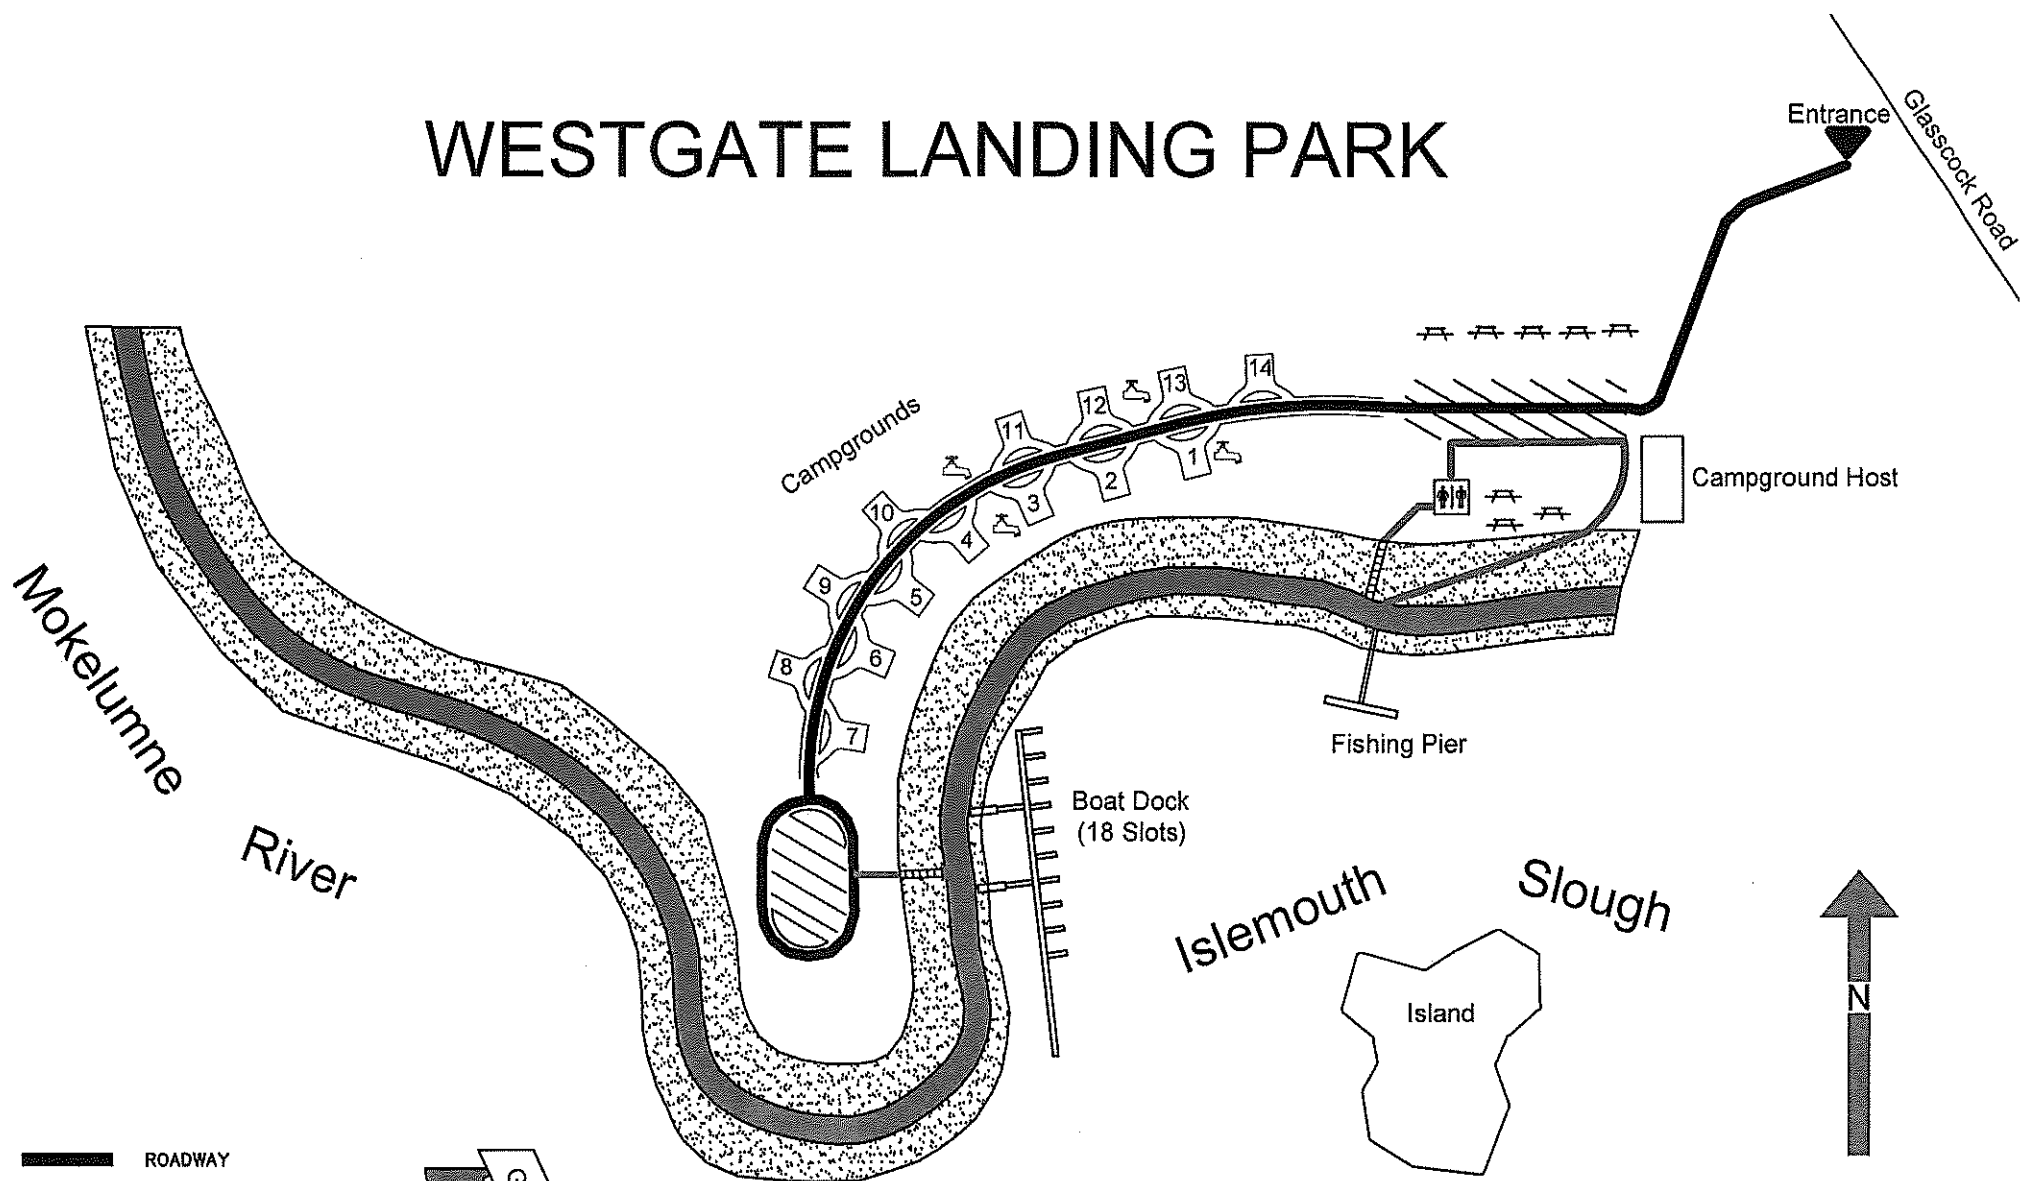 WESTGATE LANDING PARK
Entrance
Glasscock Road
Campgrounds
14
13
12
11
10
9
8
1
2
3
4
5
6
7
Campground Host
Mokelumne
River
Fishing Pier
Boat Dock
(18 Slots)
Islemouth
Slough
Island
N
ROADWAY